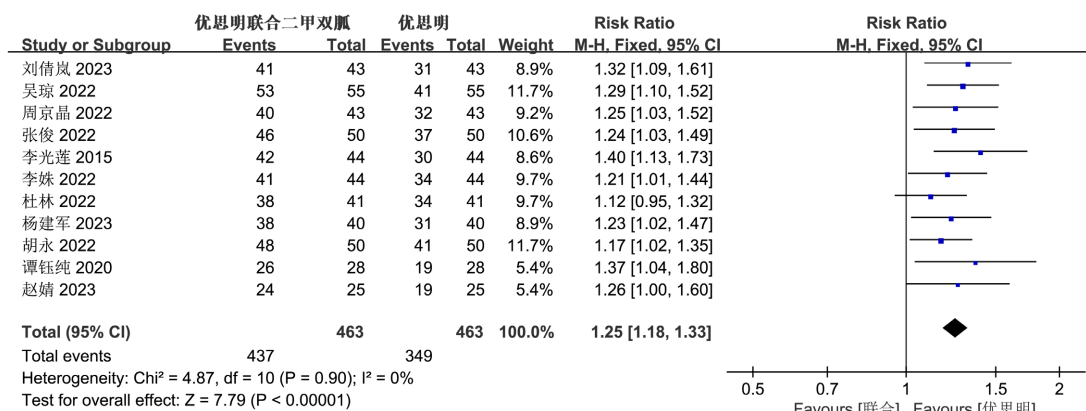 优思明联合二甲双胍 优思明 Risk Ratio Risk Ratio
Study or Subgroup Events Total Events Total Weight M-H, Fixed, 95% CI M-H, Fixed, 95% CI
刘倩岚 2023 41 43 31 43 8.9% 1.32 [1.09, 1.61]
吴琼 2022 53 55 41 55 11.7% 1.29 [1.10, 1.52]
周京晶 2022 40 43 32 43 9.2% 1.25 [1.03, 1.52]
张俊 2022 46 50 37 50 10.6% 1.24 [1.03, 1.49]
李光莲 2015 42 44 30 44 8.6% 1.40 [1.13, 1.73]
李姝 2022 41 44 34 44 9.7% 1.21 [1.01, 1.44]
杜林 2022 38 41 34 41 9.7% 1.12 [0.95, 1.32]
杨建军 2023 38 40 31 40 8.9% 1.23 [1.02, 1.47]
胡永 2022 48 50 41 50 11.7% 1.17 [1.02, 1.35]
谭钰纯 2020 26 28 19 28 5.4% 1.37 [1.04, 1.80]
赵婧 2023 24 25 19 25 5.4% 1.26 [1.00, 1.60]
Total (95% CI) 463 463 100.0% 1.25 [1.18, 1.33]
Total events 437 349
Heterogeneity: Chi² = 4.87, df = 10 (P = 0.90); I² = 0%
Test for overall effect: Z = 7.79 (P < 0.00001)
0.5 0.7 1 1.5 2
Favours [联合] Favours [优思明]